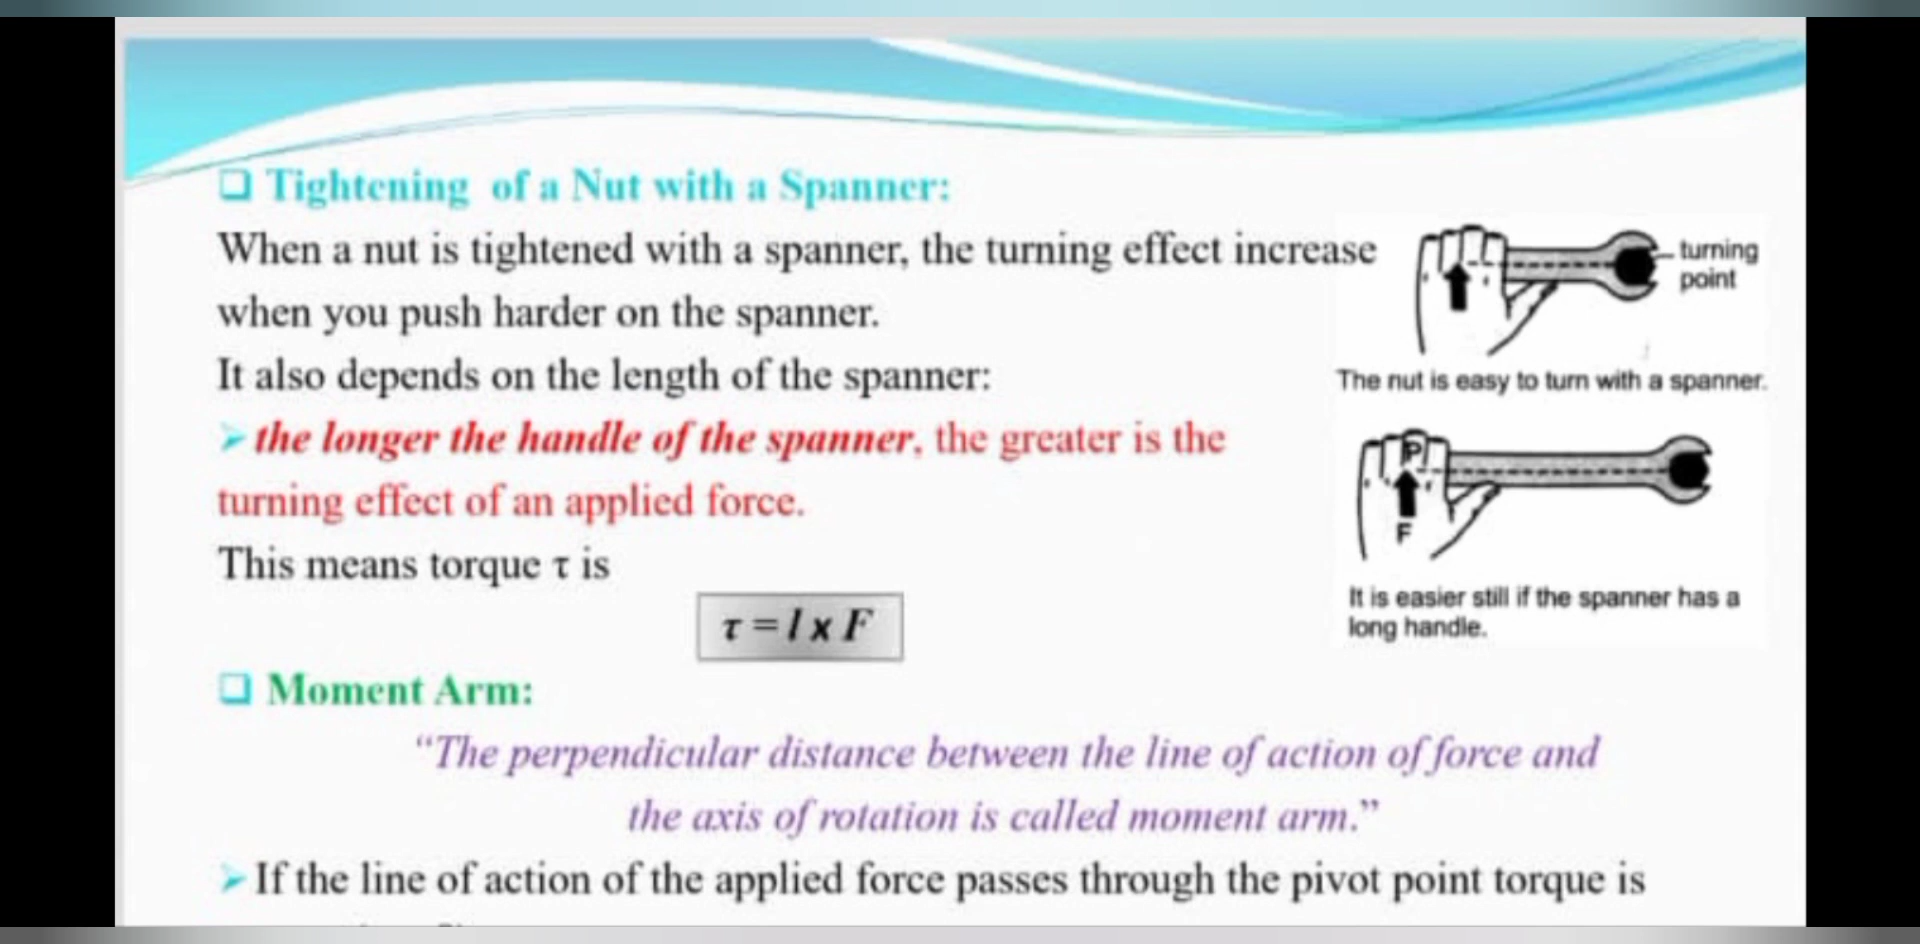 Tightening of a Nut with a Spanner:
When a nut is tightened with a spanner, the turning effect increase
when you push harder on the spanner.
It also depends on the length of the spanner:
the longer the handle of the spanner, the greater is the
turning effect of an applied force.
This means torque τ is
τ = l x F
turning
point
The nut is easy to turn with a spanner.
P
F
It is easier still if the spanner has a
long handle.
Moment Arm:
“The perpendicular distance between the line of action of force and
the axis of rotation is called moment arm.”
If the line of action of the applied force passes through the pivot point torque is